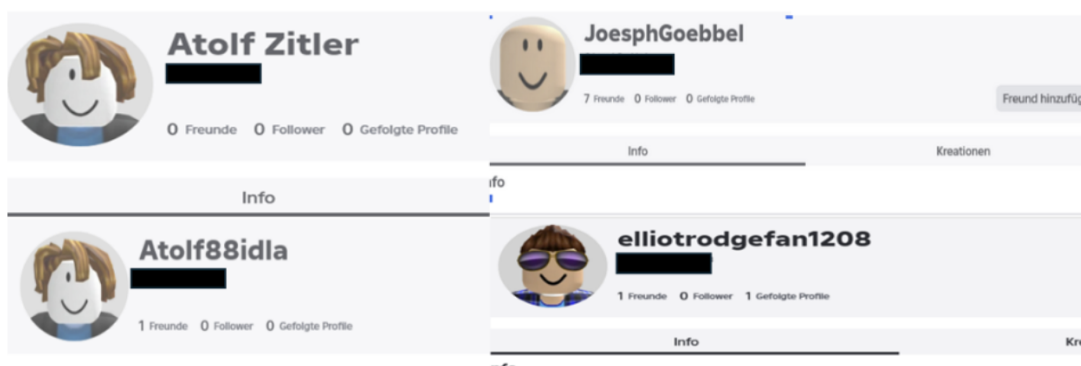 Atolf Zitler
0 Freunde 0 Follower 0 Gefolgte Profile
Info
Atolf88idla
1 Freunde 0 Follower 0 Gefolgte Profile
JoesphGoebbel
7 Freunde 0 Follower 0 Gefolgte Profile
Freund hinzufüg
Info Kreationen
nfo
elliotrodgefan1208
1 Freunde 0 Follower 1 Gefolgte Profile
Info Kre